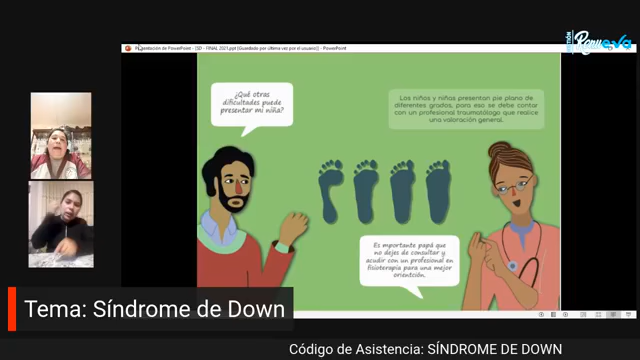 Presentación de PowerPoint - [SD - FINAL 2021.ppt [Guardado por última vez por el usuario]] - PowerPoint
¿Qué otras
dificultades puede
presentar mi niña?
Los niños y niñas presentan pie plano de
diferentes grados, para eso se debe contar
con un profesional traumatólogo que realice
una valoración general.
Es importante papá que
no dejes de consultar y
acudir con un profesional en
fisioterapia para una mejor
orientción.
Tema: Síndrome de Down
Código de Asistencia: SÍNDROME DE DOWN